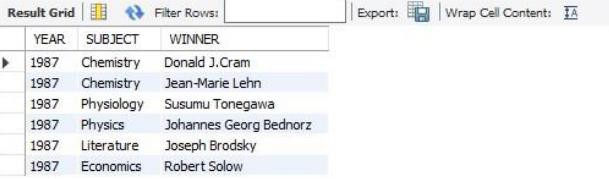 Result Grid Filter Rows: Export: Wrap Cell Content: IA
YEAR SUBJECT WINNER
1987 Chemistry Donald J.Cram
1987 Chemistry Jean-Marie Lehn
1987 Physiology Susumu Tonegawa
1987 Physics Johannes Georg Bednorz
1987 Literature Joseph Brodsky
1987 Economics Robert Solow